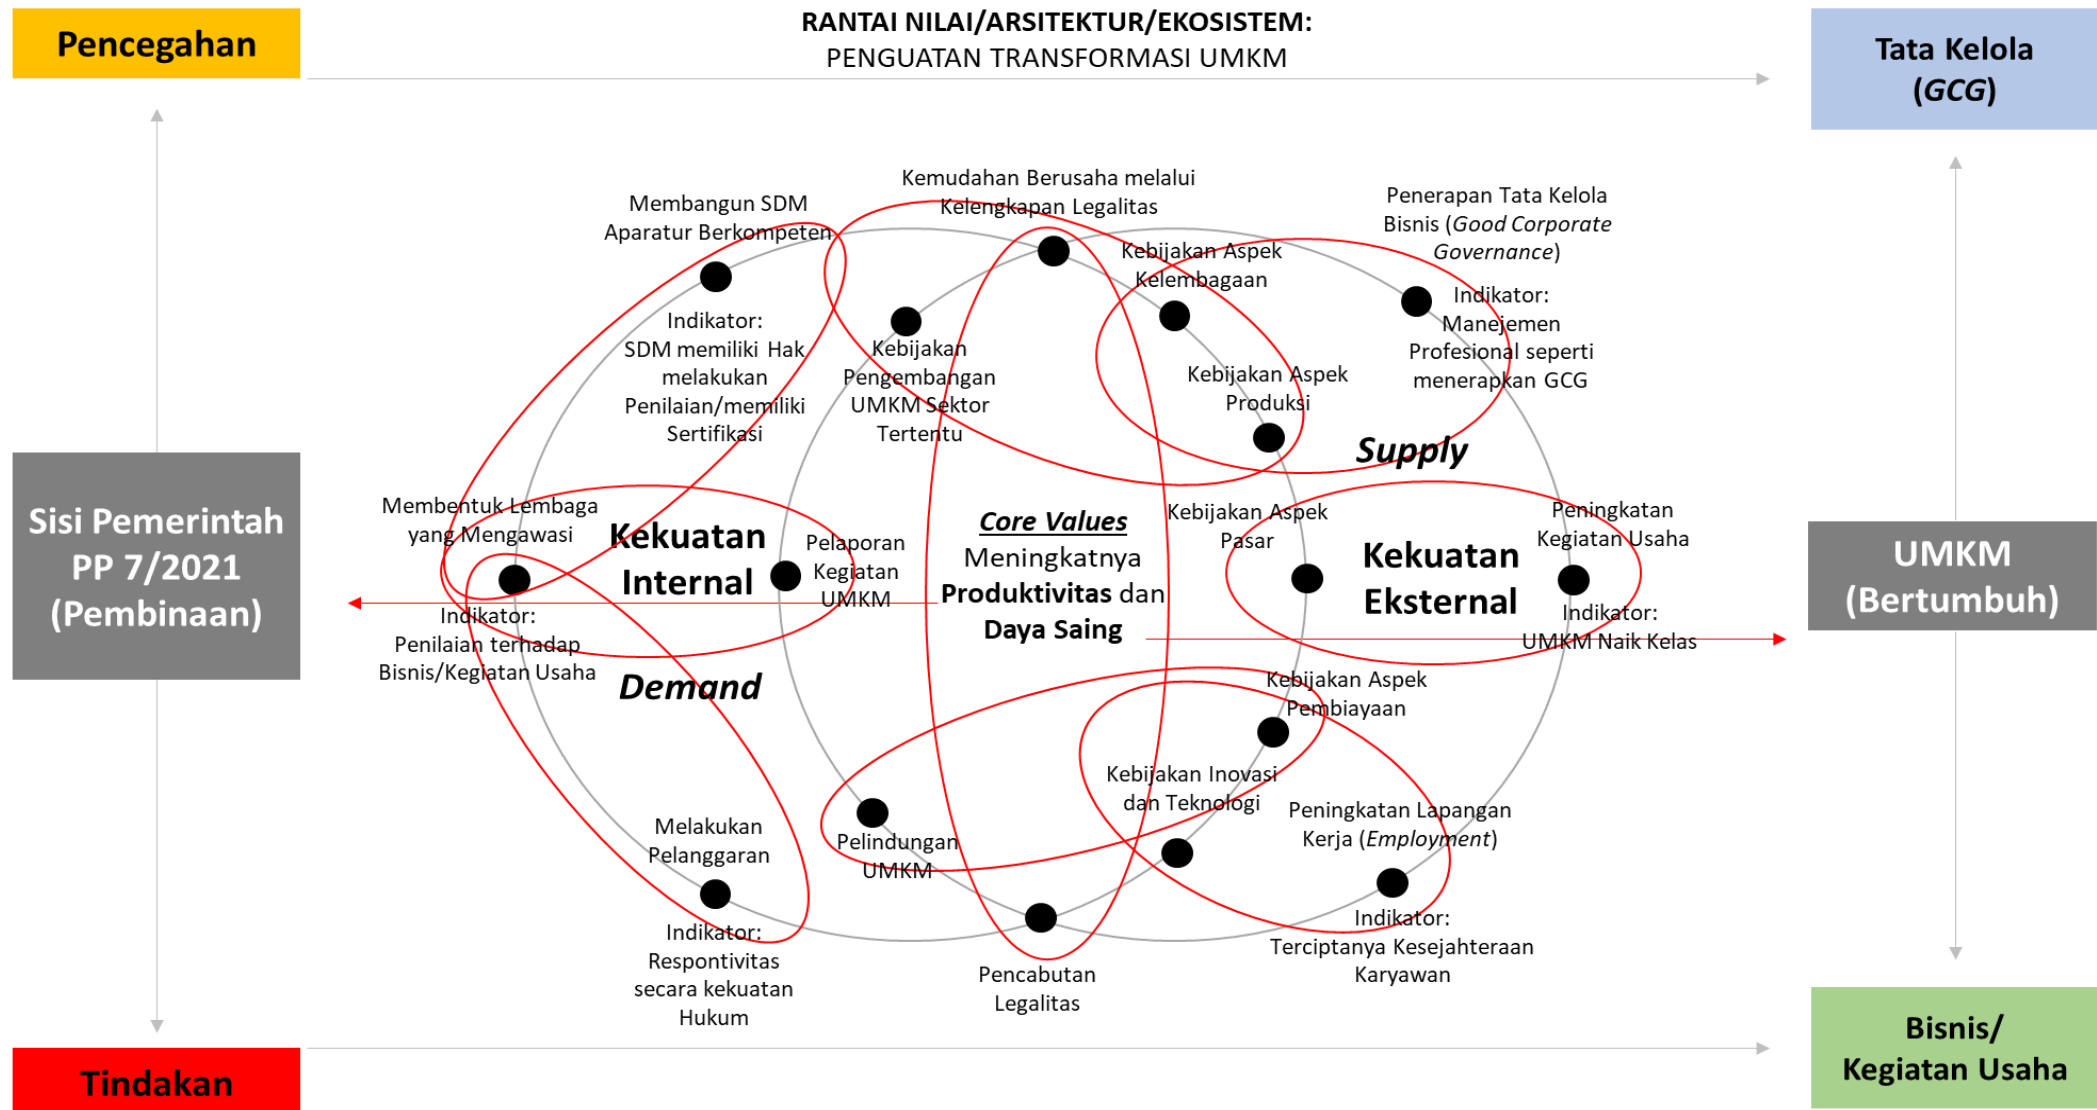 Pencegahan
RANTAI NILAI/ARSITEKTUR/EKOSISTEM:
PENGUATAN TRANSFORMASI UMKM
Tata Kelola
(GCG)
Membangun SDM
Aparatur Berkompeten
Indikator:
SDM memiliki Hak
melakukan
Penilaian/memiliki
Sertifikasi
Kemudahan Berusaha melalui
Kelengkapan Legalitas
Kebijakan Aspek
Kelembagaan
Penerapan Tata Kelola
Bisnis (Good Corporate
Governance)
Indikator:
Manejemen
Profesional seperti
menerapkan GCG
Kebijakan
Pengembangan
UMKM Sektor
Tertentu
Kebijakan Aspek
Produksi
Supply
Sisi Pemerintah
PP 7/2021
(Pembinaan)
Membentuk Lembaga
yang Mengawasi
Indikator:
Penilaian terhadap
Bisnis/Kegiatan Usaha
Kekuatan
Internal
Pelaporan
Kegiatan
UMKM
Core Values
Meningkatnya
Produktivitas dan
Daya Saing
Kebijakan Aspek
Pasar
Kekuatan
Eksternal
Peningkatan
Kegiatan Usaha
Indikator:
UMKM Naik Kelas
UMKM
(Bertumbuh)
Demand
Kebijakan Aspek
Pembiayaan
Kebijakan Inovasi
dan Teknologi
Peningkatan Lapangan
Kerja (Employment)
Indikator:
Terciptanya Kesejahteraan
Karyawan
Melakukan
Pelanggaran
Indikator:
Respontivitas
secara kekuatan
Hukum
Pelindungan
UMKM
Pencabutan
Legalitas
Tindakan
Bisnis/
Kegiatan Usaha